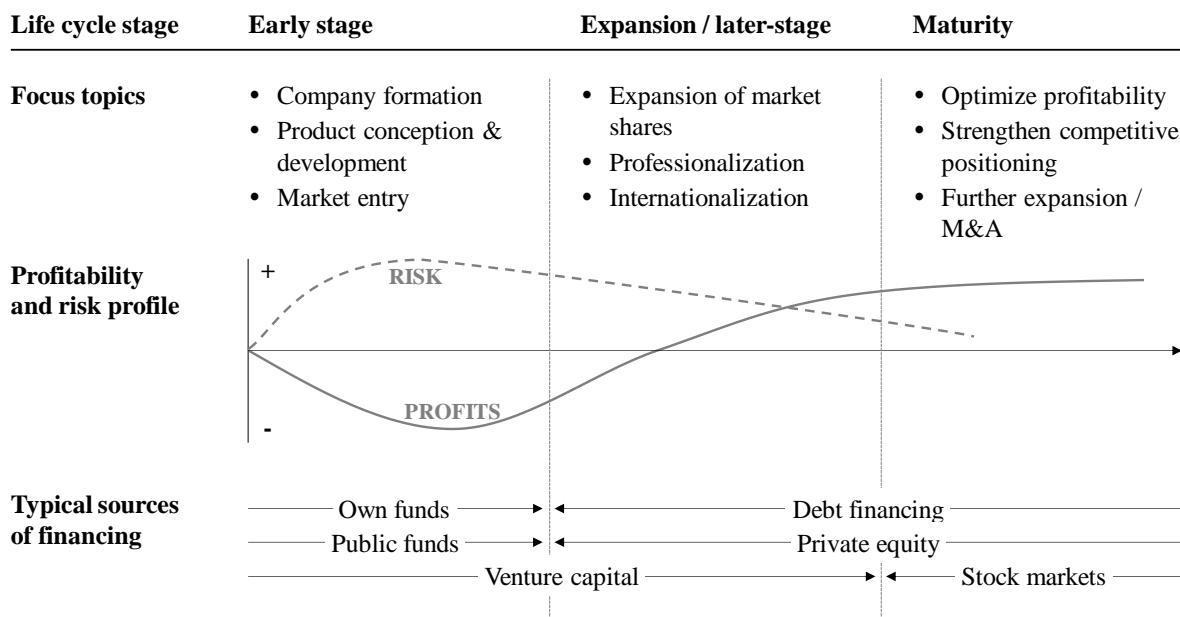 Life cycle stage Early stage Expansion / later-stage Maturity
Focus topics
• Company formation
• Product conception &
development
• Market entry
• Expansion of market
shares
• Professionalization
• Internationalization
• Optimize profitability
• Strengthen competitive
positioning
• Further expansion /
M&A
Profitability
and risk profile
+
RISK
PROFITS
-
Typical sources
of financing
Own funds Debt financing
Public funds Private equity
Venture capital Stock markets